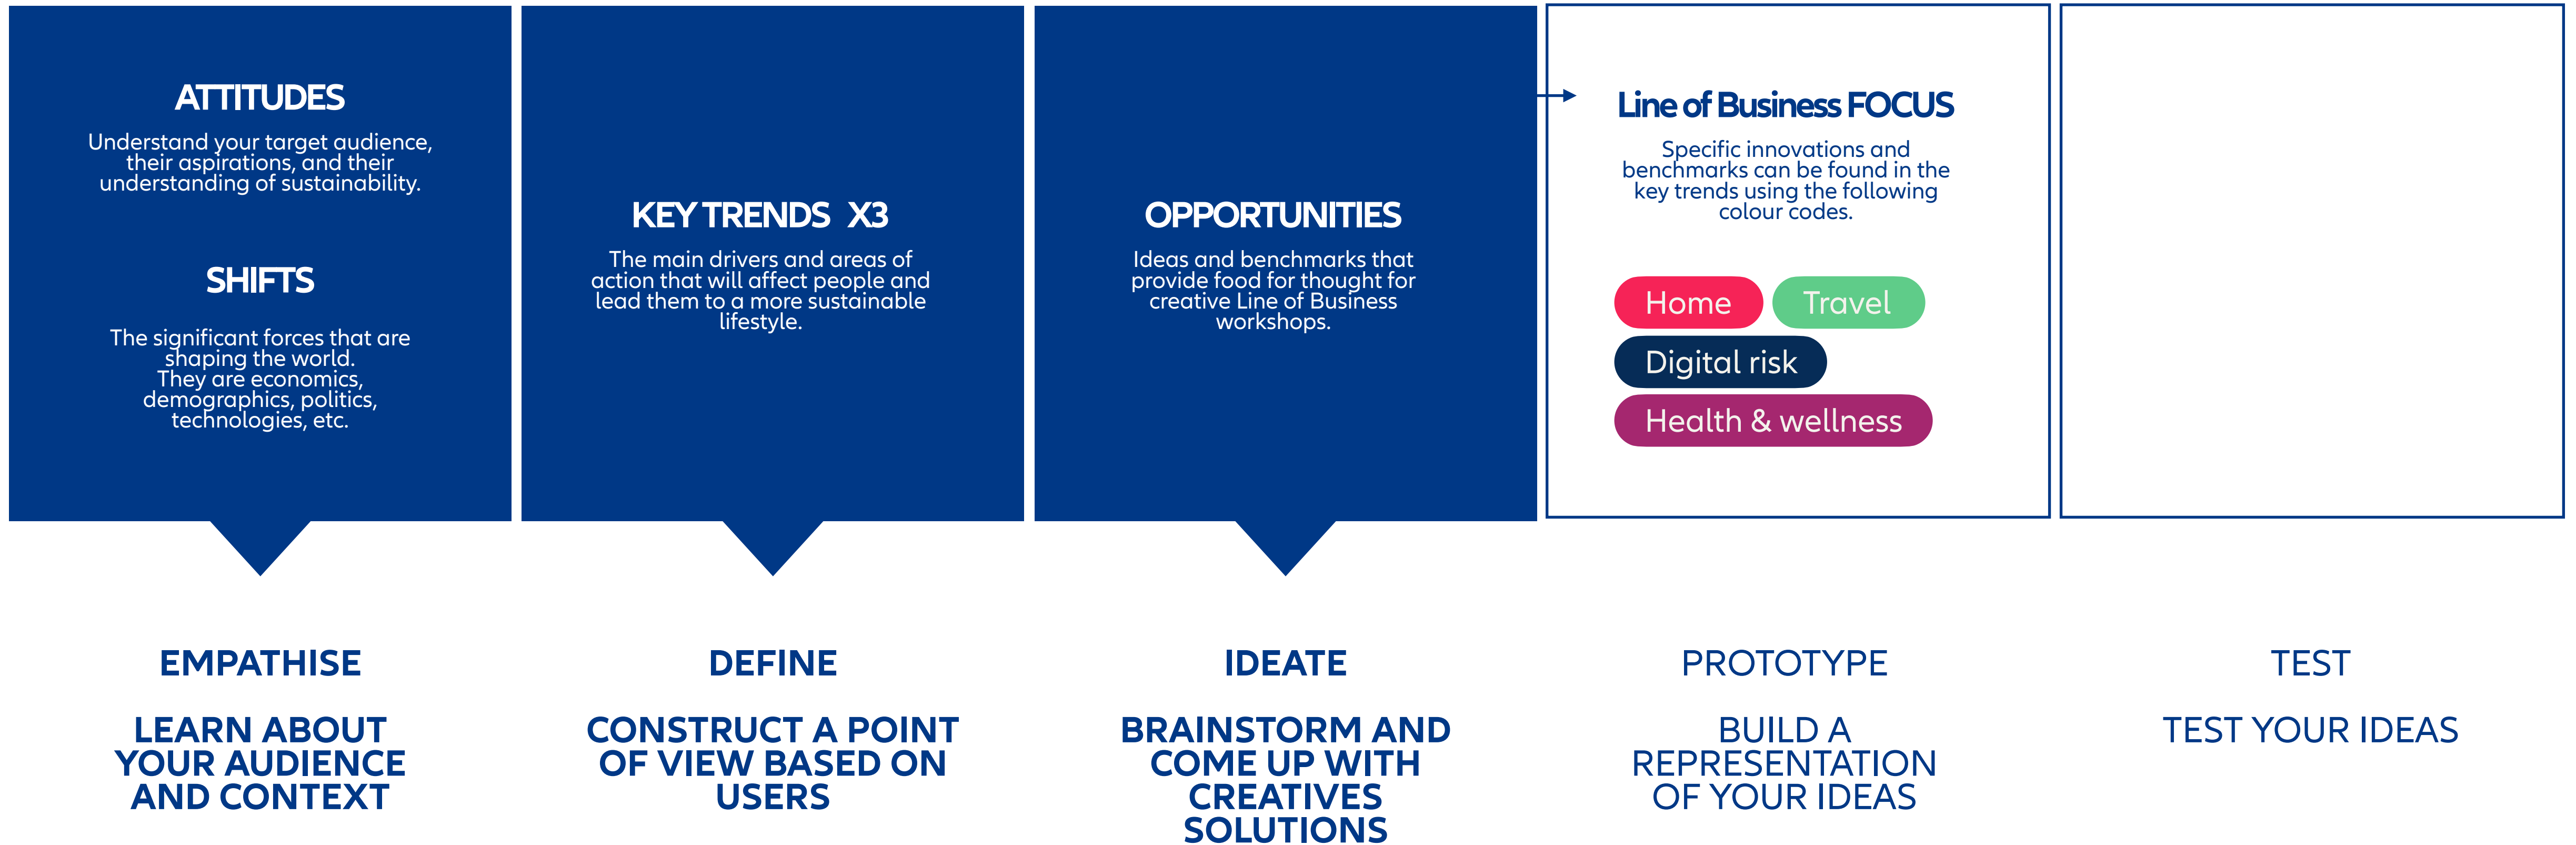 ATTITUDES
Understand your target audience,
their aspirations, and their
understanding of sustainability.
SHIFTS
The significant forces that are
shaping the world.
They are economics,
demographics, politics,
technologies, etc.
KEY TRENDS X3
The main drivers and areas of
action that will affect people and
lead them to a more sustainable
lifestyle.
OPPORTUNITIES
Ideas and benchmarks that
provide food for thought for
creative Line of Business
workshops.
Line of Business FOCUS
Specific innovations and
benchmarks can be found in the
key trends using the following
colour codes.
Home
Travel
Digital risk
Health & wellness
EMPATHISE
LEARN ABOUT
YOUR AUDIENCE
AND CONTEXT
DEFINE
CONSTRUCT A POINT
OF VIEW BASED ON
USERS
IDEATE
BRAINSTORM AND
COME UP WITH
CREATIVES
SOLUTIONS
PROTOTYPE
BUILD A
REPRESENTATION
OF YOUR IDEAS
TEST
TEST YOUR IDEAS